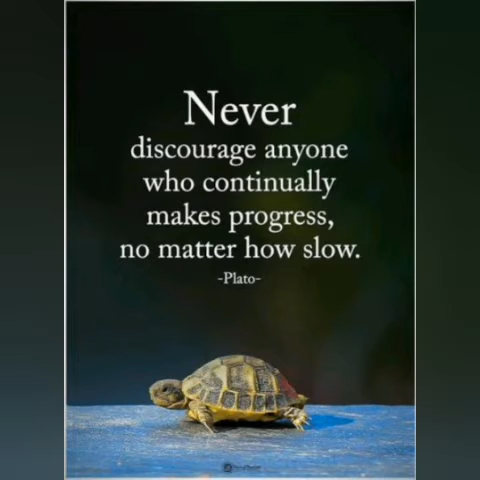 Never
discourage anyone
who continually
makes progress,
no matter how slow.
-Plato-